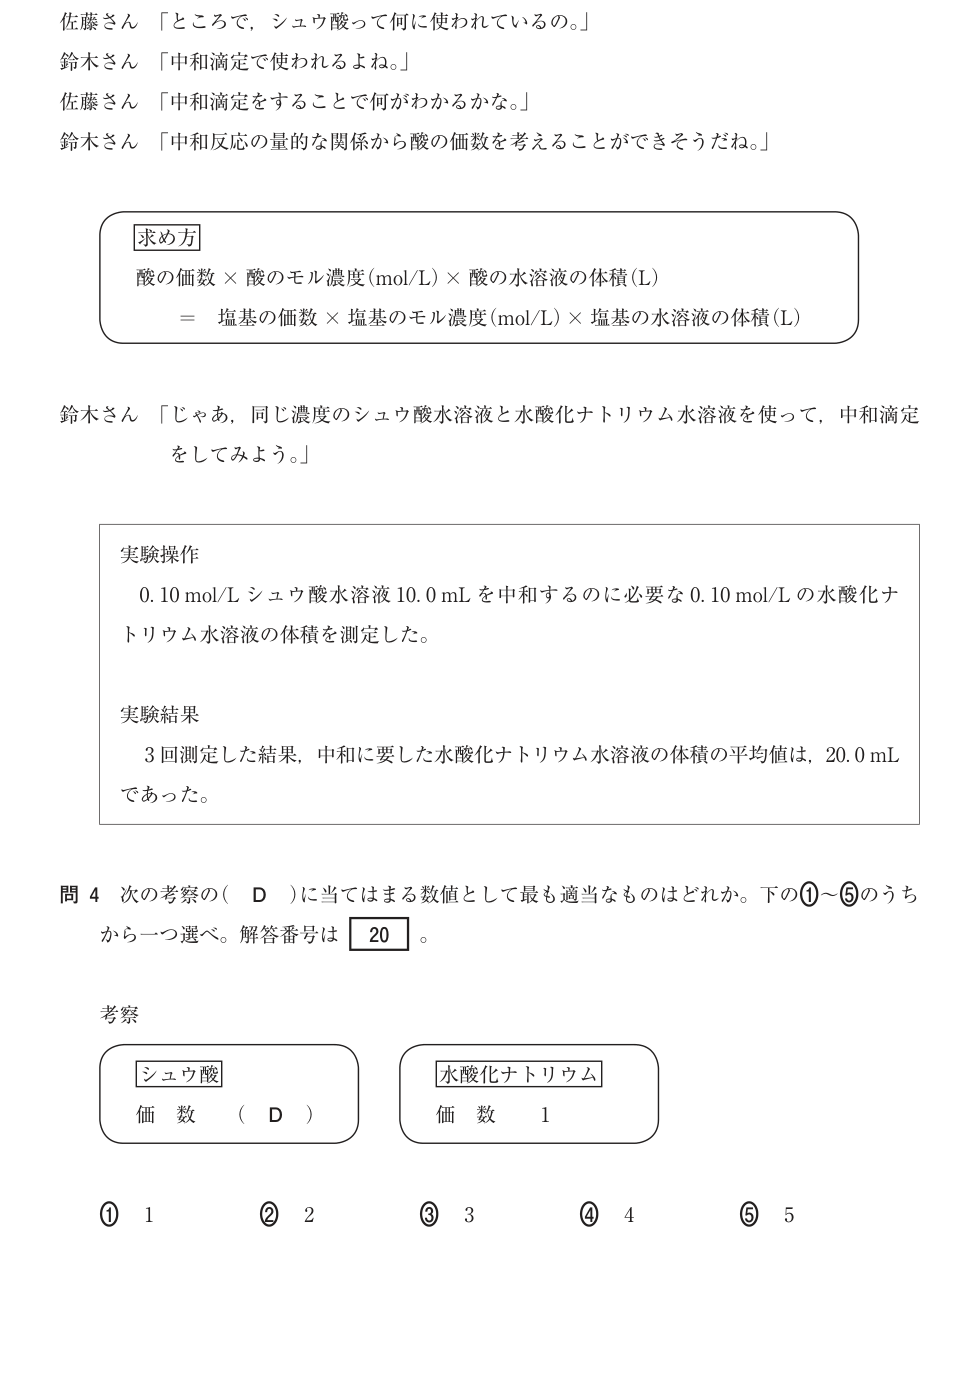 佐藤さん 「ところで，シュウ酸って何に使われているの。」
鈴木さん 「中和滴定で使われるよね。」
佐藤さん 「中和滴定をすることで何がわかるかな。」
鈴木さん 「中和反応の量的な関係から酸の価数を考えることができそうだね。」
求め方
酸の価数 × 酸のモル濃度(mol/L) × 酸の水溶液の体積(L)
＝ 塩基の価数 × 塩基のモル濃度(mol/L) × 塩基の水溶液の体積(L)
鈴木さん 「じゃあ，同じ濃度のシュウ酸水溶液と水酸化ナトリウム水溶液を使って，中和滴定
をしてみよう。」
実験操作
0.10 mol/L シュウ酸水溶液 10.0 mL を中和するのに必要な 0.10 mol/L の水酸化ナ
トリウム水溶液の体積を測定した。
実験結果
3 回測定した結果，中和に要した水酸化ナトリウム水溶液の体積の平均値は，20.0 mL
であった。
問 4 次の考察の( D )に当てはまる数値として最も適当なものはどれか。下の①～⑤のうち
から一つ選べ。解答番号は 20 。
考察
シュウ酸
価 数 ( D )
水酸化ナトリウム
価 数 1
① 1 ② 2 ③ 3 ④ 4 ⑤ 5